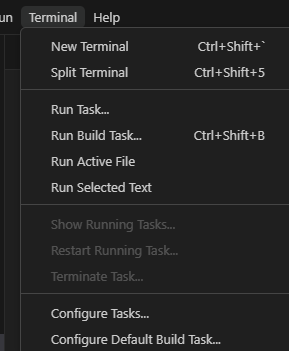 un Terminal Help
New Terminal Ctrl+Shift+`
Split Terminal Ctrl+Shift+5
Run Task...
Run Build Task... Ctrl+Shift+B
Run Active File
Run Selected Text
Show Running Tasks...
Restart Running Task...
Terminate Task...
Configure Tasks...
Configure Default Build Task...